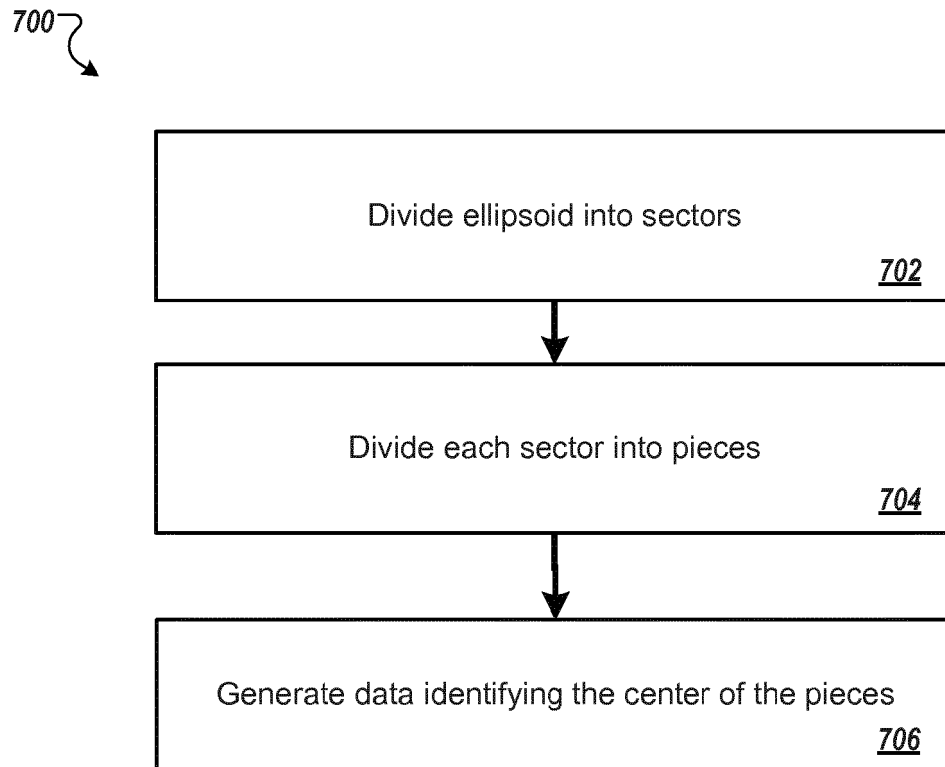 700
Divide ellipsoid into sectors
702
Divide each sector into pieces
704
Generate data identifying the center of the pieces
706